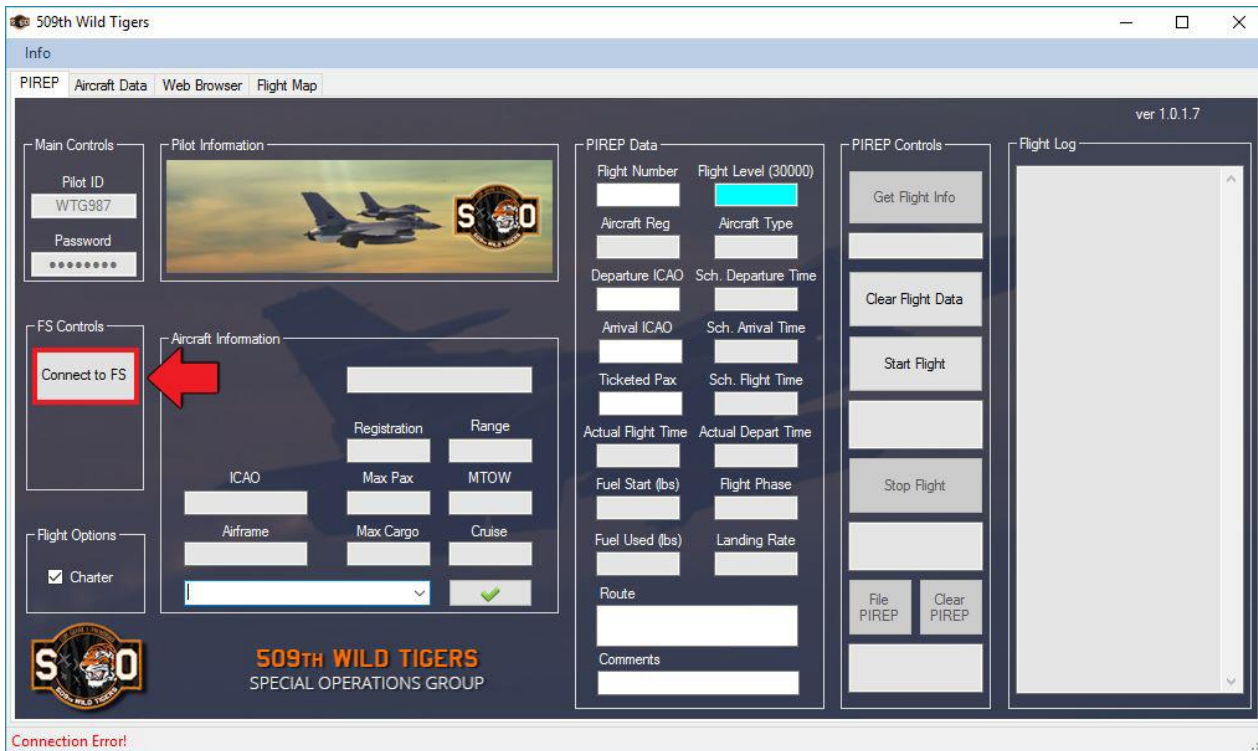 509th Wild Tigers
Info
PIREP Aircraft Data Web Browser Flight Map
ver 1.0.1.7
Main Controls
Pilot ID
WTG987
Password
●●●●●●●●
FS Controls
Connect to FS
Flight Options
Charter
Pilot Information
S O
509th WILD TIGERS
Aircraft Information
Registration Range
ICAO Max Pax MTOW
Airframe Max Cargo Cruise
PIREP Data
Flight Number Flight Level (30000)
Aircraft Reg Aircraft Type
Departure ICAO Sch. Departure Time
Arrival ICAO Sch. Arrival Time
Ticketed Pax Sch. Flight Time
Actual Flight Time Actual Depart Time
Fuel Start (lbs) Flight Phase
Fuel Used (lbs) Landing Rate
Route
Comments
PIREP Controls
Get Flight Info
Clear Flight Data
Start Flight
Stop Flight
File
PIREP
Clear
PIREP
Flight Log
S O
509th WILD TIGERS
509TH WILD TIGERS
SPECIAL OPERATIONS GROUP
Connection Error!